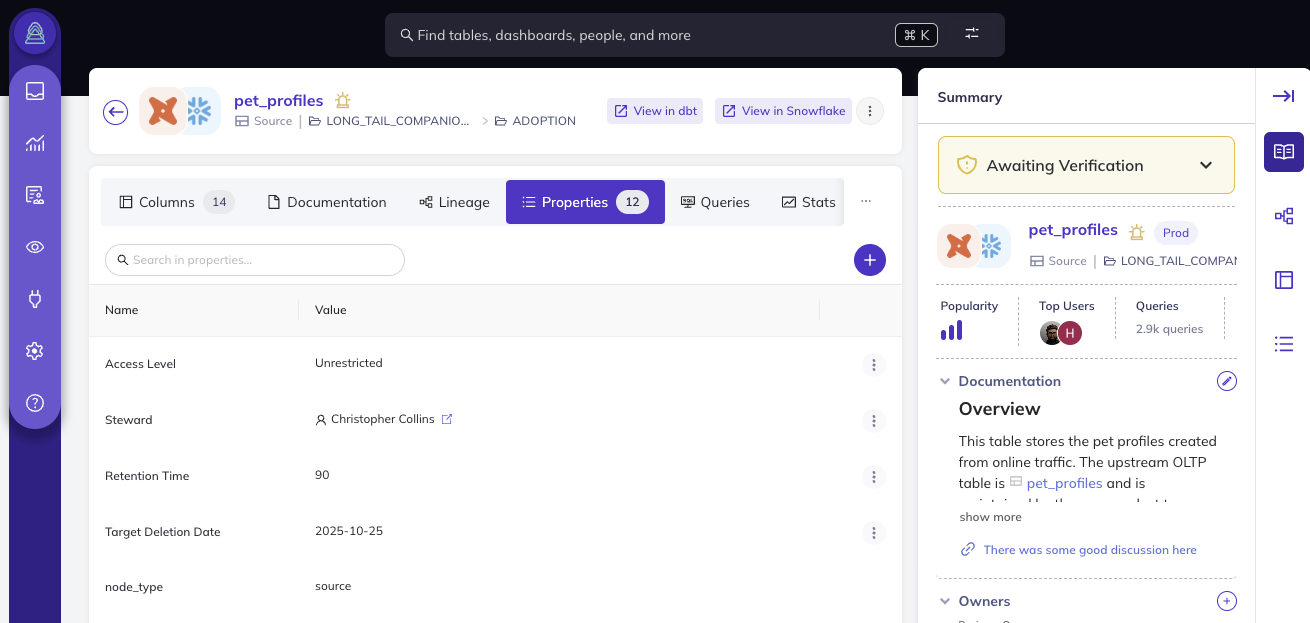 Find tables, dashboards, people, and more
⌘ K
pet_profiles
Source | LONG_TAIL_COMPANIO... > ADOPTION
View in dbt
View in Snowflake
Columns 14
Documentation
Lineage
Properties 12
Queries
Stats
...
Search in properties...
Name Value
Access Level Unrestricted
Steward Christopher Collins
Retention Time 90
Target Deletion Date 2025-10-25
node_type source
Summary
Awaiting Verification
pet_profiles Prod
Source | LONG_TAIL_COMPAN
Popularity
Top Users
H
Queries
2.9k queries
Documentation
Overview
This table stores the pet profiles created
from online traffic. The upstream OLTP
table is pet_profiles and is
show more
There was some good discussion here
Owners